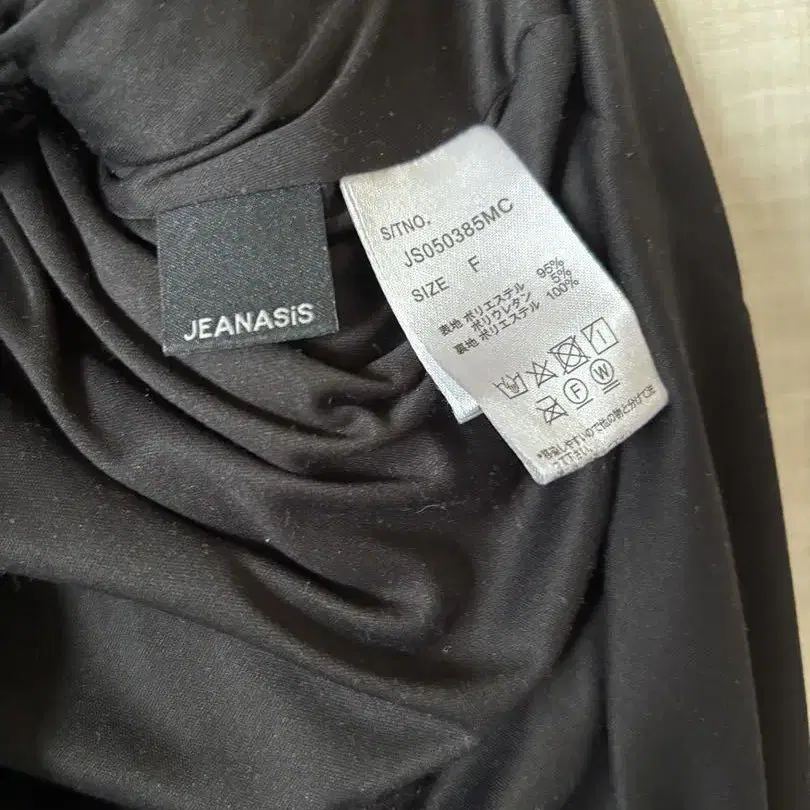 JEANASiS
S/TNO.
JS050385MC
SIZE F
表地 ポリエステル 95%
ポリウレタン 5%
裏地 ポリエステル 100%
F W